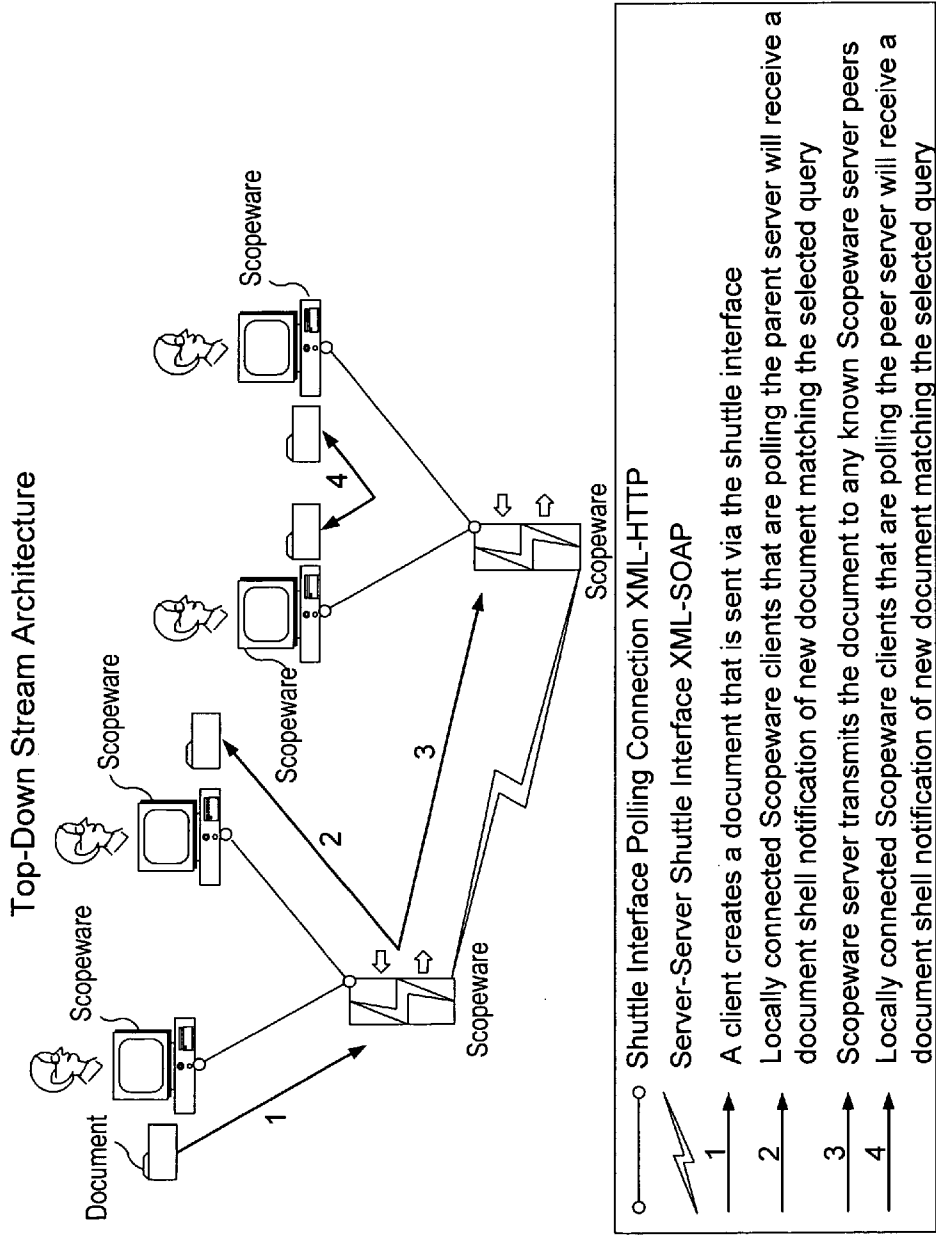 Top-Down Stream Architecture
Document
Scopeware
Scopeware
Scopeware
Scopeware
1
2
3
4
Scopeware
Scopeware
Shuttle Interface Polling Connection XML-HTTP
Server-Server Shuttle Interface XML-SOAP
1 A client creates a document that is sent via the shuttle interface
2 Locally connected Scopeware clients that are polling the parent server will receive a
document shell notification of new document matching the selected query
3 Scopeware server transmits the document to any known Scopeware server peers
4 Locally connected Scopeware clients that are polling the peer server will receive a
document shell notification of new document matching the selected query